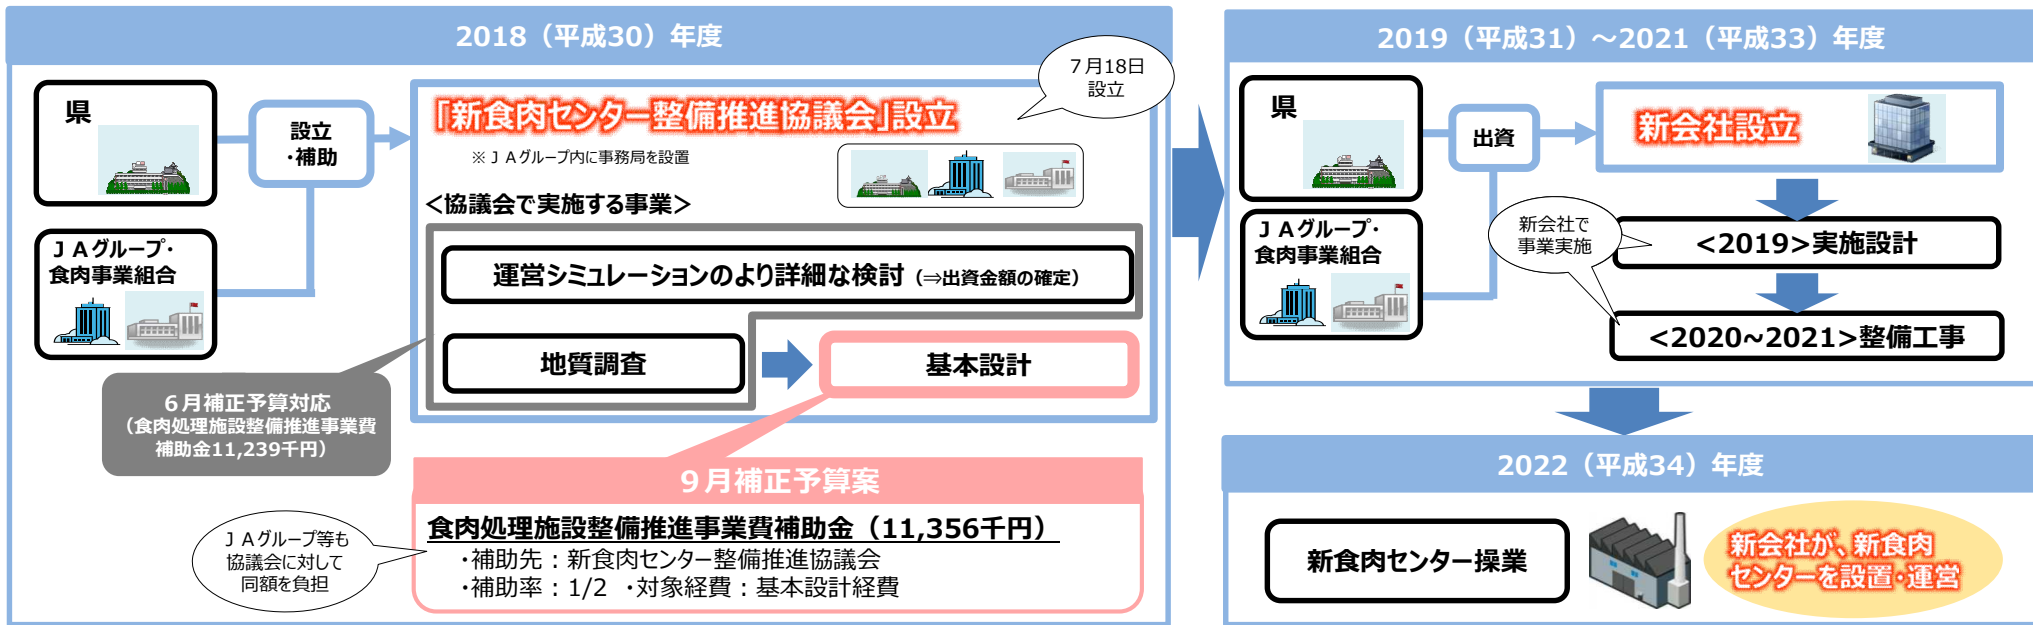 2018（平成30）年度
県
設立
・補助
ＪＡグループ・
食肉事業組合
７月18日
設立
「新食肉センター整備推進協議会」設立
※ＪＡグループ内に事務局を設置
＜協議会で実施する事業＞
運営シミュレーションのより詳細な検討（⇒出資金額の確定）
地質調査
基本設計
６月補正予算対応
（食肉処理施設整備推進事業費
補助金11,239千円）
９月補正予算案
食肉処理施設整備推進事業費補助金（11,356千円）
・補助先：新食肉センター整備推進協議会
・補助率：1/2 ・対象経費：基本設計経費
ＪＡグループ等も
協議会に対して
同額を負担
2019（平成31）～2021（平成33）年度
県
出資
ＪＡグループ・
食肉事業組合
新会社設立
新会社で
事業実施
＜2019＞実施設計
＜2020~2021＞整備工事
2022（平成34）年度
新食肉センター操業
新会社が、新食肉
センターを設置・運営